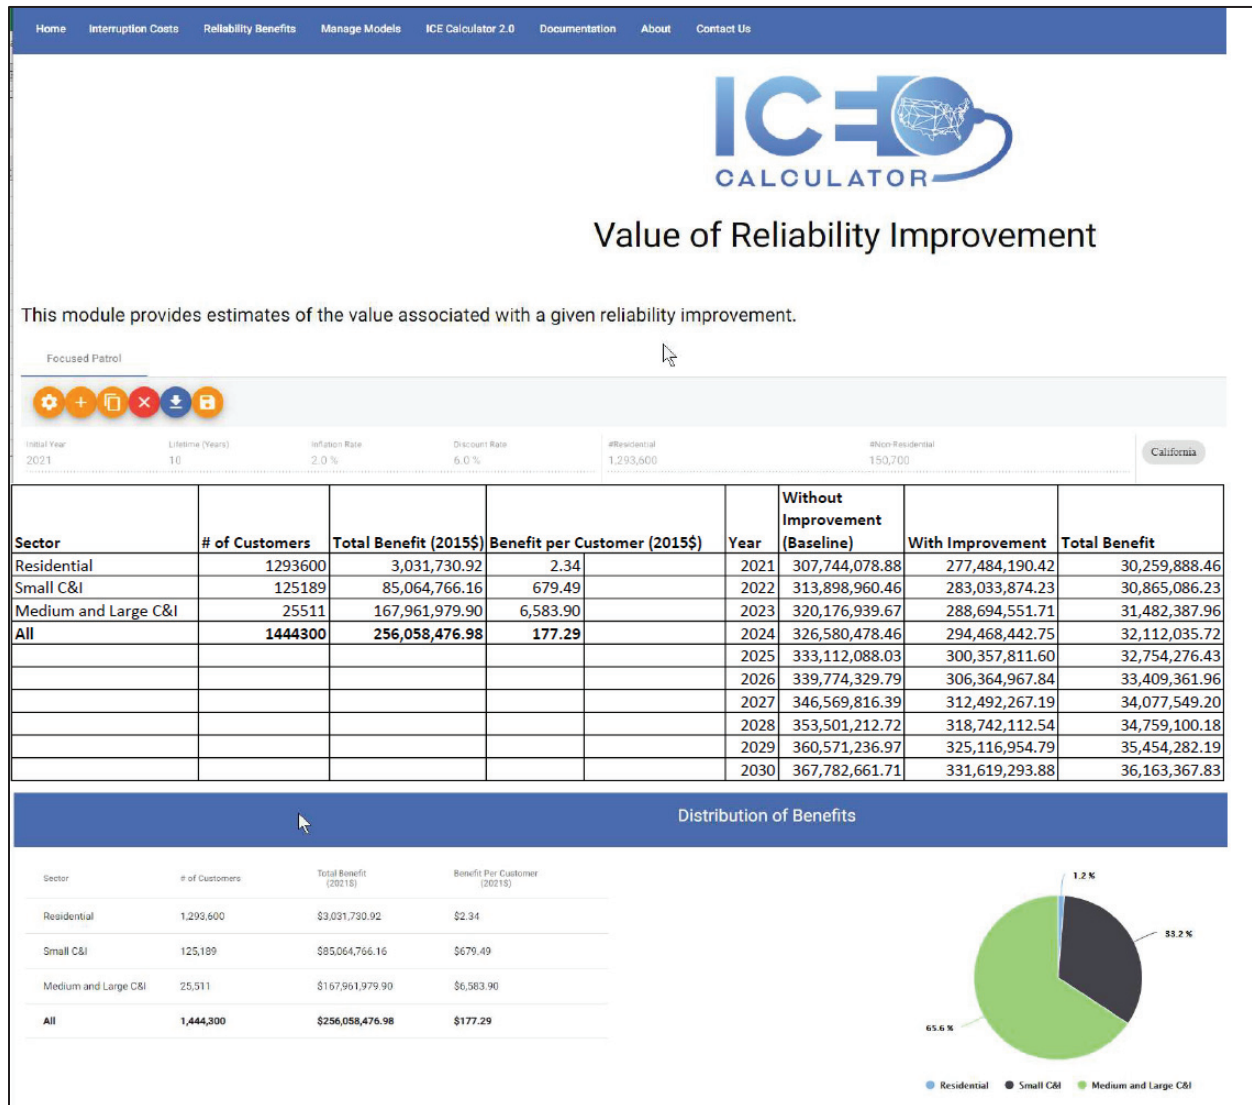 Home Interruption Costs Reliability Benefits Manage Models ICE Calculator 2.0 Documentation About Contact Us
ICE
CALCULATOR
Value of Reliability Improvement
This module provides estimates of the value associated with a given reliability improvement.
Focused Patrol
Initial Year Lifetime (Years) Inflation Rate Discount Rate #Residential #Non-Residential
2021 10 2.0 % 6.0 % 1,293,600 150,700 California
Without
Improvement
Sector # of Customers Total Benefit (2015$) Benefit per Customer (2015$) Year (Baseline) With Improvement Total Benefit
Residential 1293600 3,031,730.92 2.34 2021 307,744,078.88 277,484,190.42 30,259,888.46
Small C&I 125189 85,064,766.16 679.49 2022 313,898,960.46 283,033,874.23 30,865,086.23
Medium and Large C&I 25511 167,961,979.90 6,583.90 2023 320,176,939.67 288,694,551.71 31,482,387.96
All 1444300 256,058,476.98 177.29 2024 326,580,478.46 294,468,442.75 32,112,035.72
2025 333,112,088.03 300,357,811.60 32,754,276.43
2026 339,774,329.79 306,364,967.84 33,409,361.96
2027 346,569,816.39 312,492,267.19 34,077,549.20
2028 353,501,212.72 318,742,112.54 34,759,100.18
2029 360,571,236.97 325,116,954.79 35,454,282.19
2030 367,782,661.71 331,619,293.88 36,163,367.83
Distribution of Benefits
Sector # of Customers Total Benefit (2021$) Benefit Per Customer (2021$)
Residential 1,293,600 $3,031,730.92 $2.34
Small C&I 125,189 $85,064,766.16 $679.49
Medium and Large C&I 25,511 $167,961,979.90 $6,583.90
All 1,444,300 $256,058,476.98 $177.29
1.2 %
33.2 %
65.6 %
Residential Small C&I Medium and Large C&I